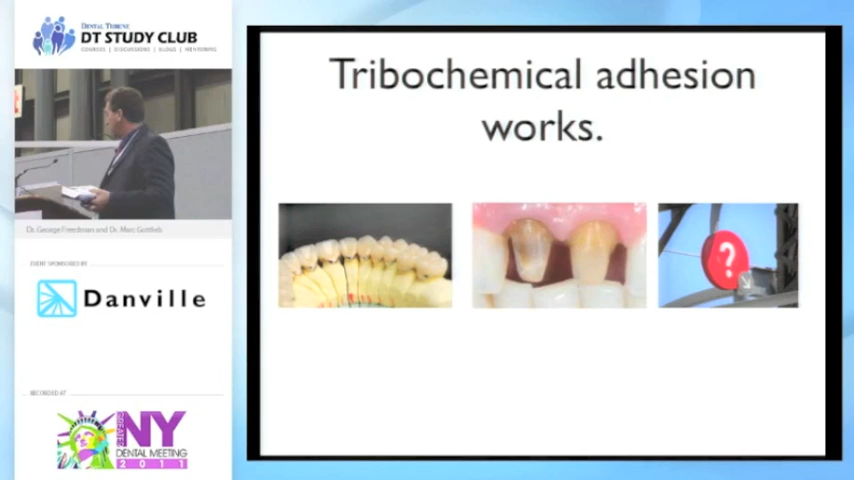 DENTAL TRIBUNE
DT STUDY CLUB
COURSES | DISCUSSIONS | BLOGS | MENTORING
Dr. George Freedman and Dr. Marc Gottlieb
EVENT SPONSORED BY
Danville
RECORDED AT
GREATER
NY
DENTAL MEETING
2011
Tribochemical adhesion
works.
?